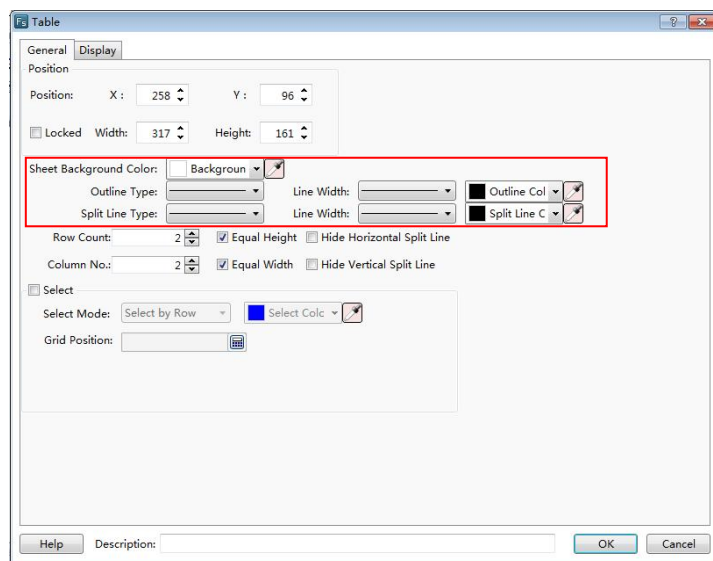 Fs Table
General Display
Position
Position: X : 258 Y : 96
Locked Width: 317 Height: 161
Sheet Background Color: Backgroun
Outline Type: Line Width: Outline Col
Split Line Type: Line Width: Split Line C
Row Count: 2 Equal Height Hide Horizontal Split Line
Column No.: 2 Equal Width Hide Vertical Split Line
Select
Select Mode: Select by Row Select Colc
Grid Position:
Help Description: OK Cancel